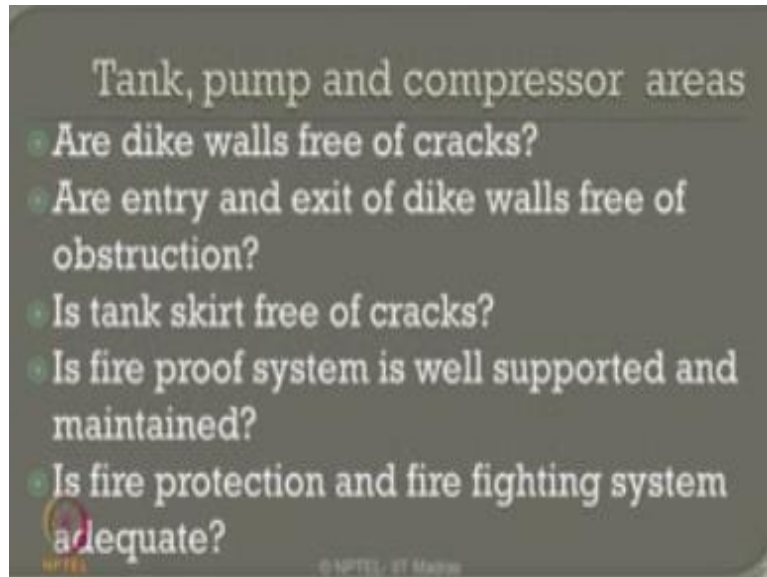 Tank, pump and compressor areas
Are dike walls free of cracks?
Are entry and exit of dike walls free of
obstruction?
Is tank skirt free of cracks?
Is fire proof system is well supported and
maintained?
Is fire protection and fire fighting system
adequate?
NPTEL
© NPTEL- IIT Madras